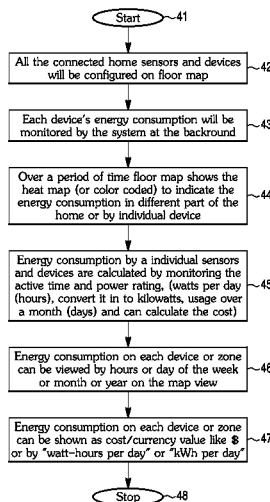 Start
41
All the connected home sensors and devices
will be configured on floor map
42
Each device's energy consumption will be
monitored by the system at the backround
43
Over a period of time floor map shows the
heat map (or color coded) to indicate the
energy consumption in different part of the
home or by individual device
44
Energy consumption by a individual sensors
and devices are calculated by monitoring the
active time and power rating, (watts per day
(hours), convert it in to kilowatts, usage over
a month (days) and can calculate the cost)
45
Energy consumption on each device or zone
can be viewed by hours or day of the week
or month or year on the map view
46
Energy consumption on each device or zone
can be shown as cost/currency value like $
or by "watt-hours per day" or "kWh per day"
47
Stop
48